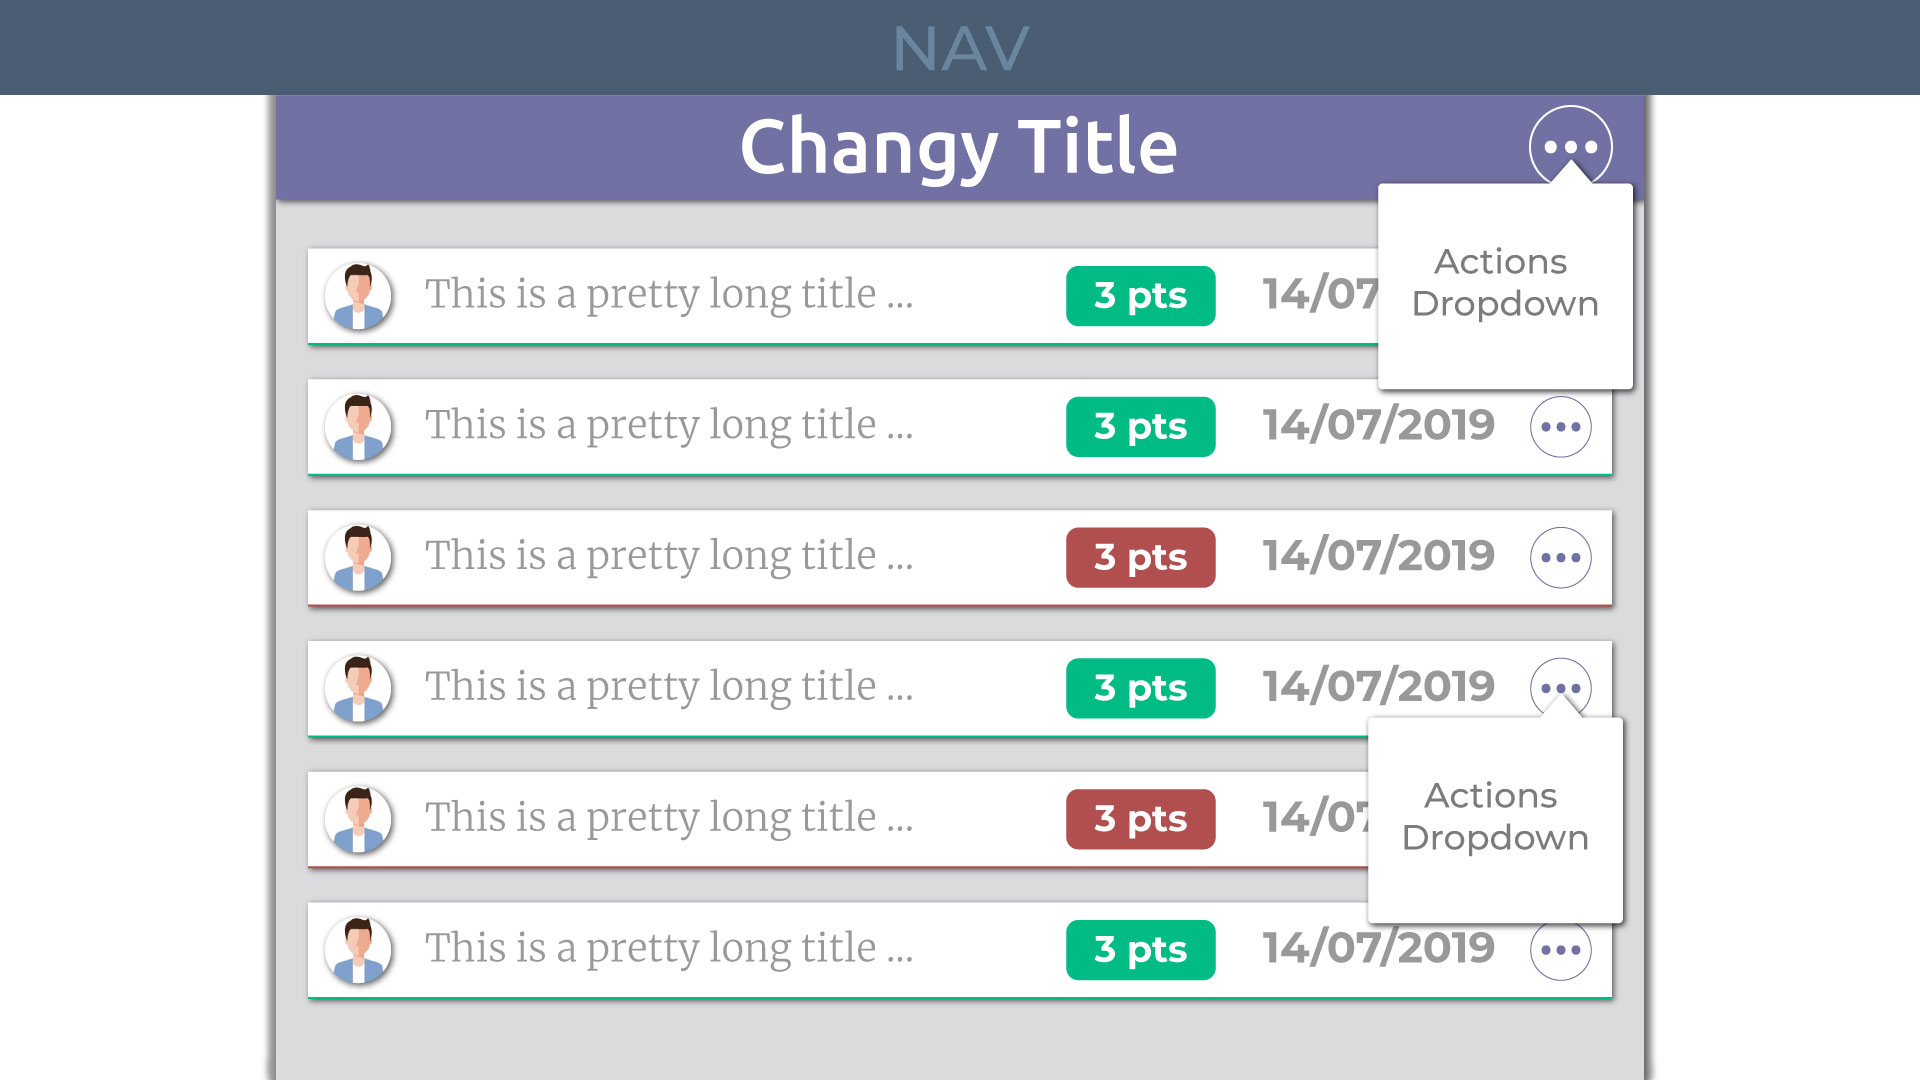 NAV
Changy Title
This is a pretty long title ... 3 pts 14/07
Actions
Dropdown
This is a pretty long title ... 3 pts 14/07/2019
This is a pretty long title ... 3 pts 14/07/2019
This is a pretty long title ... 3 pts 14/07/2019
This is a pretty long title ... 3 pts 14/07
Actions
Dropdown
This is a pretty long title ... 3 pts 14/07/2019